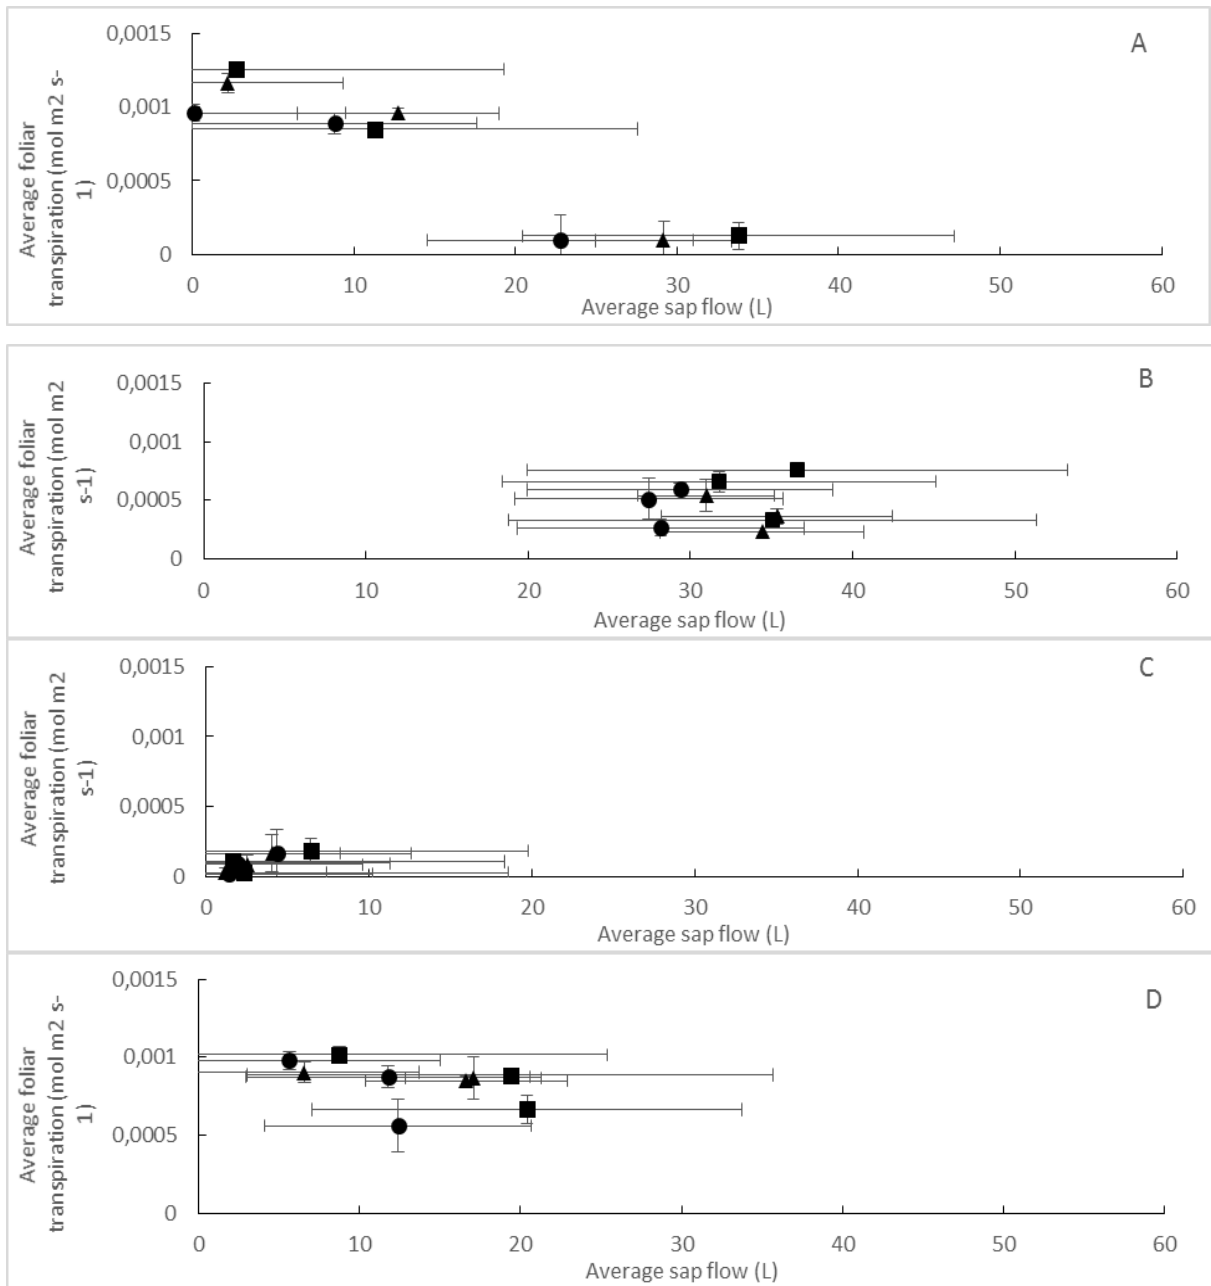 A
0,0015
0,001
0,0005
0
Average foliar
transpiration (mol m2 s-
1)
0 10 20 30 40 50 60
Average sap flow (L)
B
0,0015
0,001
0,0005
0
Average foliar
transpiration (mol m2
s-1)
0 10 20 30 40 50 60
Average sap flow (L)
C
0,0015
0,001
0,0005
0
Average foliar
transpiration (mol m2
s-1)
0 10 20 30 40 50 60
Average sap flow (L)
D
0,0015
0,001
0,0005
0
Average foliar
transpiration (mol m2 s-
1)
0 10 20 30 40 50 60
Average sap flow (L)